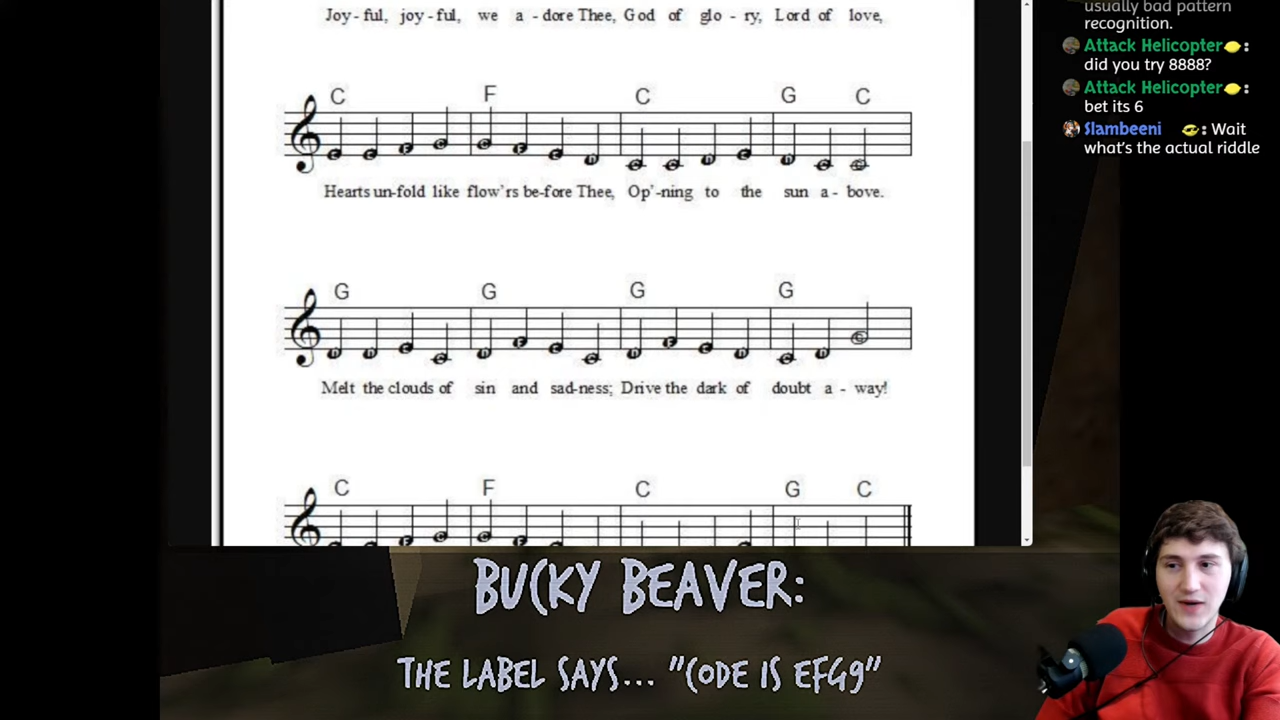 Joy - ful, joy - ful, we a - dore Thee, God of glo - ry, Lord of love,
C F C G C
Hearts un-fold like flow'rs be-fore Thee, Op'-ning to the sun a - bove.
G G G G
Melt the clouds of sin and sad-ness; Drive the dark of doubt a - way!
C F C G C
BUCKY BEAVER:
THE LABEL SAYS... "CODE IS EFG9"
usually bad pattern
recognition.
Attack Helicopter:
did you try 8888?
Attack Helicopter:
bet its 6
Slambeeni : Wait
what's the actual riddle